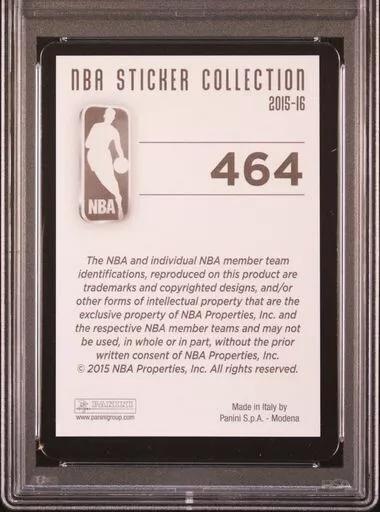 NBA STICKER COLLECTION
2015-16
464
NBA
The NBA and individual NBA member team
identifications, reproduced on this product are
trademarks and copyrighted designs, and/or
other forms of intellectual property that are the
exclusive property of NBA Properties, Inc. and
the respective NBA member teams and may not
be used, in whole or in part, without the prior
written consent of NBA Properties, Inc.
© 2015 NBA Properties, Inc. All rights reserved.
PANINI
www.paninigroup.com
Made in Italy by
Panini S.p.A. - Modena